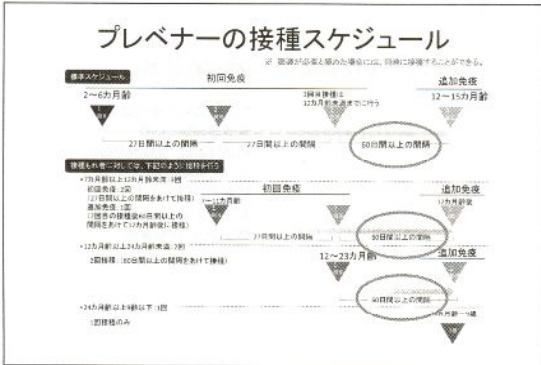 プレベナーの接種スケジュール
※ 医師が必要と認めた場合には、同時に接種することができる。
標準スケジュール
初回免疫
追加免疫
2～6カ月齢
3回目接種は
12カ月齢未満までに行う
12～15カ月齢
27日間以上の間隔
27日間以上の間隔
60日間以上の間隔
接種もれ者に対しては、下記のように接種を行う
•7カ月齢以上12カ月齢未満:3回
初回免疫:2回
(27日間以上の間隔をあけて接種)
追加免疫:1回
(2回目の接種後60日間以上の
間隔をあけて12カ月齢後に接種)
初回免疫
追加免疫
7～11カ月齢
12カ月齢後
27日間以上の間隔
60日間以上の間隔
•12カ月齢以上24カ月齢未満:2回
2回接種 (60日間以上の間隔をあけて接種)
12～23カ月齢
追加免疫
60日間以上の間隔
•24カ月齢以上9歳以下:1回
1回接種のみ